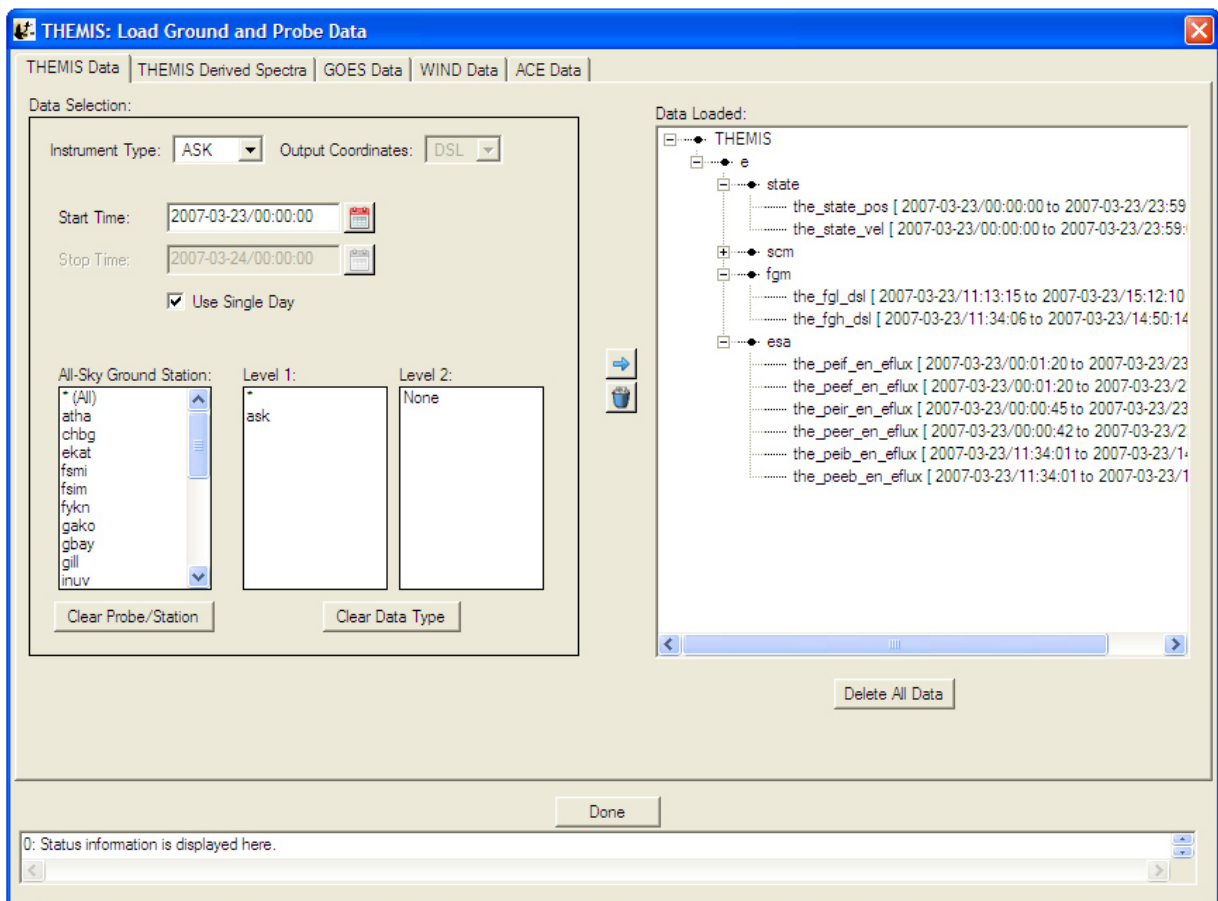 THEMIS: Load Ground and Probe Data
THEMIS Data THEMIS Derived Spectra GOES Data WIND Data ACE Data
Data Selection:
Instrument Type: ASK Output Coordinates: DSL
Start Time: 2007-03-23/00:00:00
Stop Time: 2007-03-24/00:00:00
Use Single Day
All-Sky Ground Station: Level 1: Level 2:
* (All) * None
atha ask
chbg
ekat
fsmi
fsim
fykn
gako
gbay
gill
inuv
Clear Probe/Station Clear Data Type
Data Loaded:
THEMIS
e
state
the_state_pos [ 2007-03-23/00:00:00 to 2007-03-23/23:59
the_state_vel [ 2007-03-23/00:00:00 to 2007-03-23/23:59:
scm
fgm
the_fgl_dsl [ 2007-03-23/11:13:15 to 2007-03-23/15:12:10
the_fgh_dsl [ 2007-03-23/11:34:06 to 2007-03-23/14:50:14
esa
the_peif_en_eflux [ 2007-03-23/00:01:20 to 2007-03-23/23
the_peef_en_eflux [ 2007-03-23/00:01:20 to 2007-03-23/2
the_peir_en_eflux [ 2007-03-23/00:00:45 to 2007-03-23/23
the_peer_en_eflux [ 2007-03-23/00:00:42 to 2007-03-23/2
the_peib_en_eflux [ 2007-03-23/11:34:01 to 2007-03-23/1
the_peeb_en_eflux [ 2007-03-23/11:34:01 to 2007-03-23/1
Delete All Data
Done
0: Status information is displayed here.